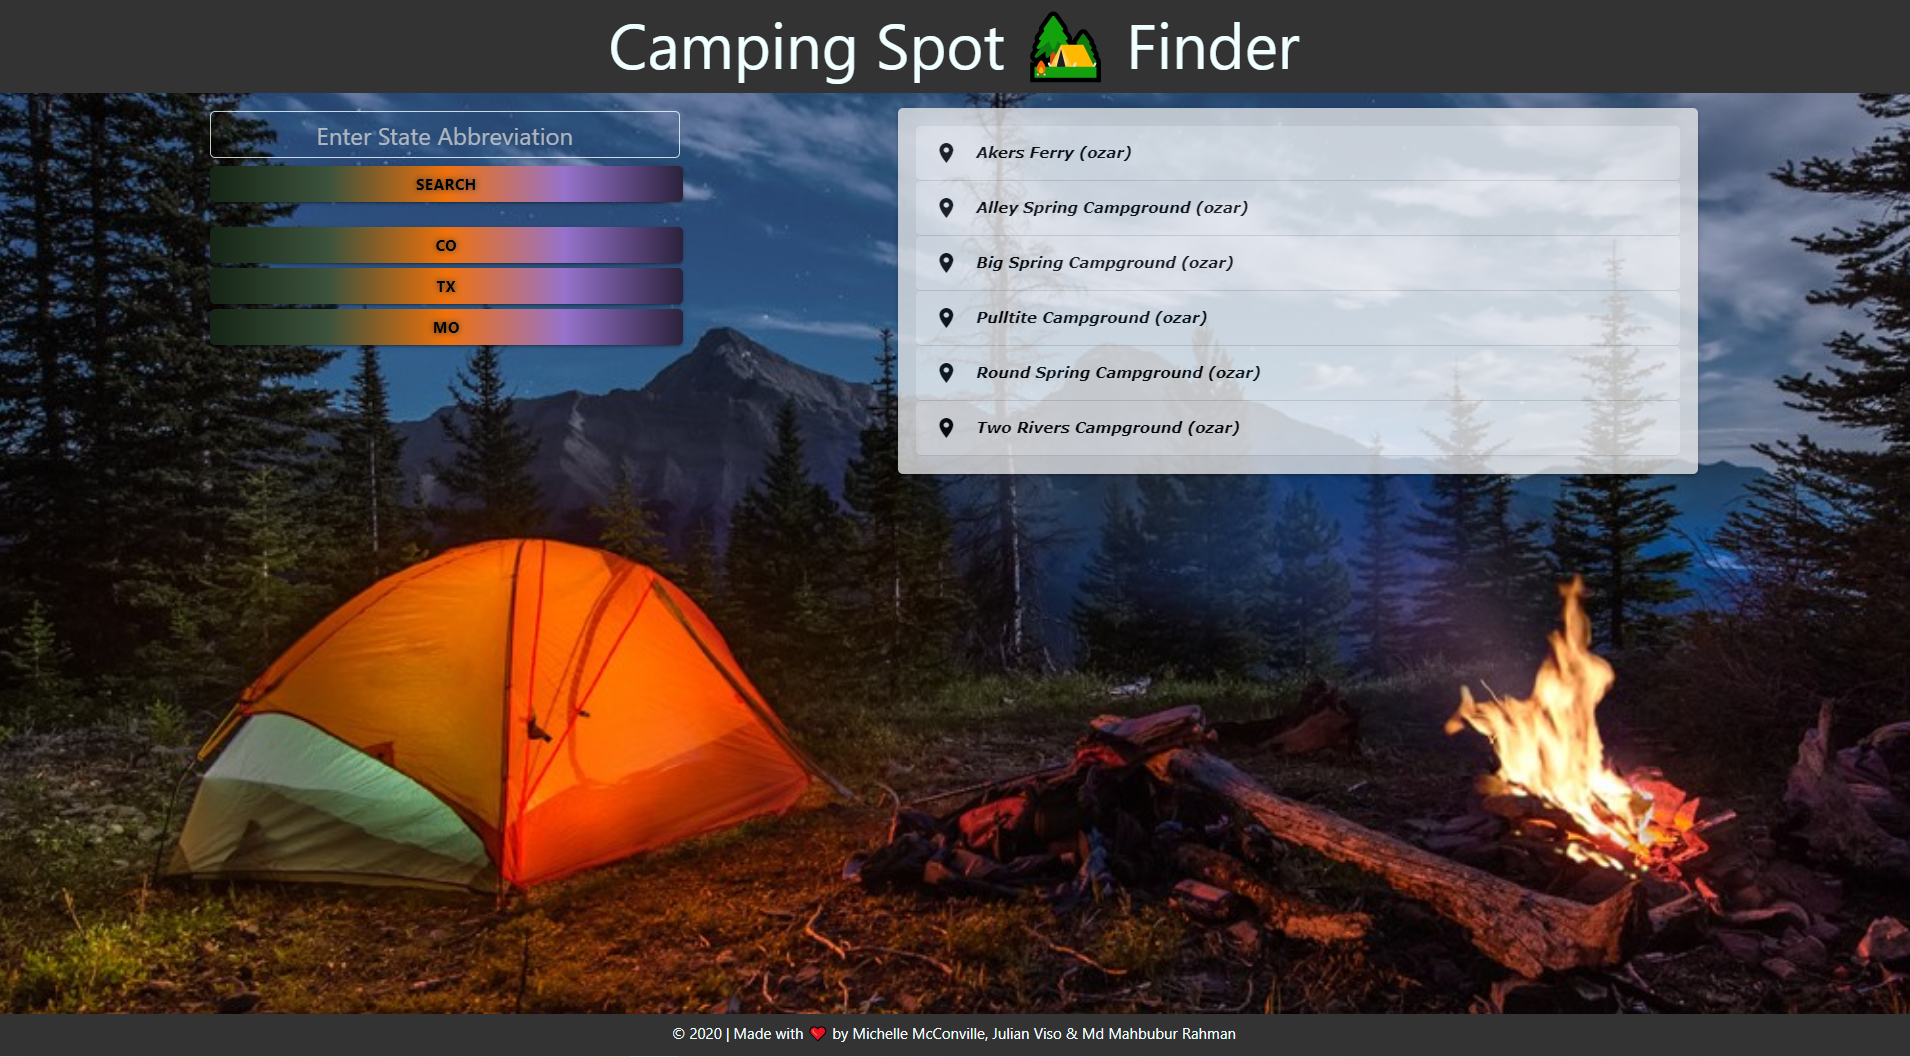 Camping Spot 🏕 Finder
Enter State Abbreviation
SEARCH
CO
TX
MO
Akers Ferry (ozar)
Alley Spring Campground (ozar)
Big Spring Campground (ozar)
Pulltite Campground (ozar)
Round Spring Campground (ozar)
Two Rivers Campground (ozar)
© 2020 | Made with ❤ by Michelle McConville, Julian Viso & Md Mahbubur Rahman